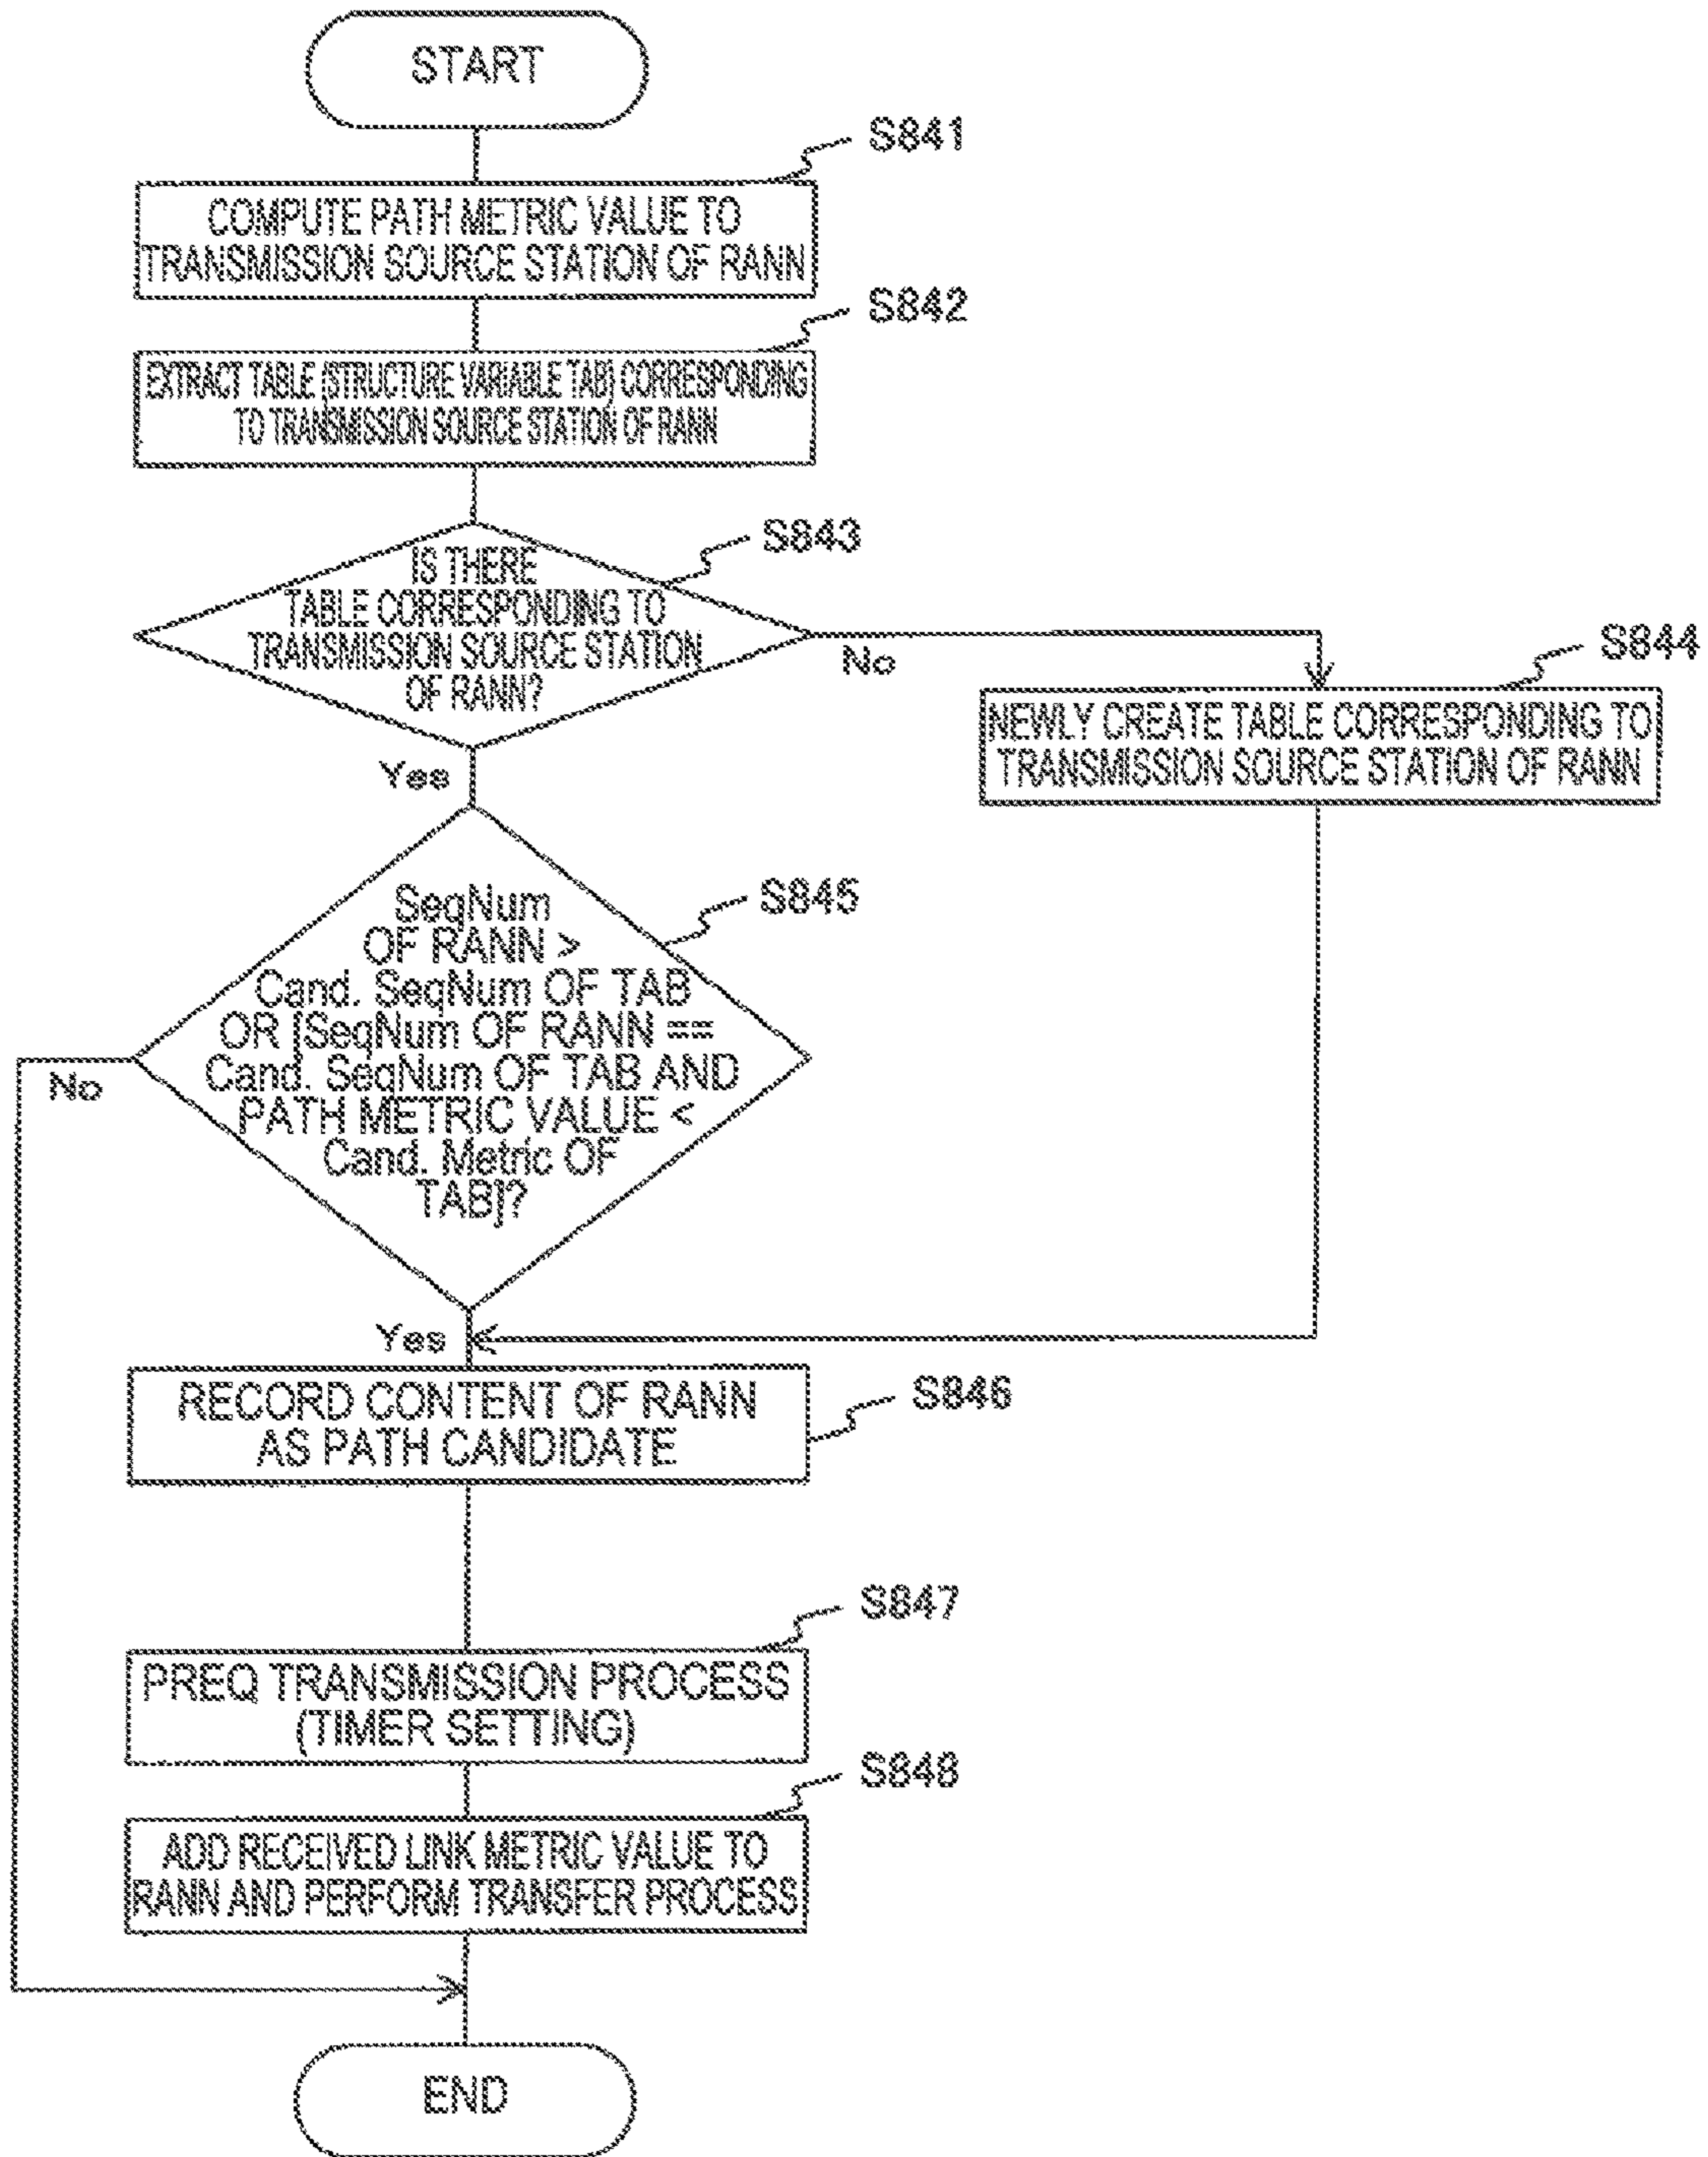 START
S841
COMPUTE PATH METRIC VALUE TO
TRANSMISSION SOURCE STATION OF RANN
S842
EXTRACT TABLE (STRUCTURE VARIABLE TAB) CORRESPONDING
TO TRANSMISSION SOURCE STATION OF RANN
S843
IS THERE
TABLE CORRESPONDING TO
TRANSMISSION SOURCE STATION
OF RANN?
No
S844
NEWLY CREATE TABLE CORRESPONDING TO
TRANSMISSION SOURCE STATION OF RANN
Yes
S845
SeqNum
OF RANN >
Cand. SeqNum OF TAB
OR [SeqNum OF RANN ==
Cand. SeqNum OF TAB AND
PATH METRIC VALUE <
Cand. Metric OF
TAB]?
No
Yes
S846
RECORD CONTENT OF RANN
AS PATH CANDIDATE
S847
PREQ TRANSMISSION PROCESS
(TIMER SETTING)
S848
ADD RECEIVED LINK METRIC VALUE TO
RANN AND PERFORM TRANSFER PROCESS
END